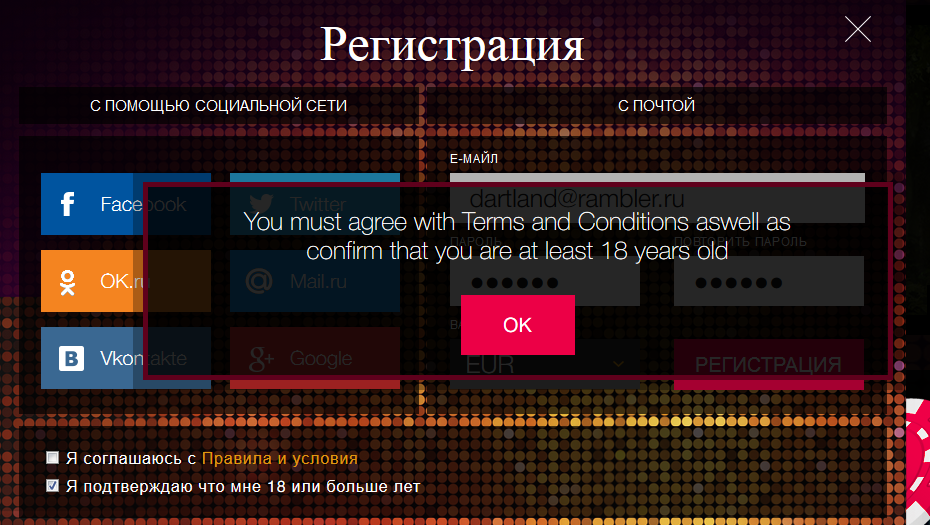 Регистрация
С ПОМОЩЬЮ СОЦИАЛЬНОЙ СЕТИ
С ПОЧТОЙ
Е-МАЙЛ
Facebook
Twitter
dartland@rambler.ru
You must agree with Terms and Conditions aswell as
confirm that you are at least 18 years old
ПАРОЛЬ
ПОВТОРИТЬ ПАРОЛЬ
OK.ru
Mail.ru
OK
Vkontakte
Google
EUR
РЕГИСТРАЦИЯ
Я соглашаюсь с Правила и условия
Я подтверждаю что мне 18 или больше лет